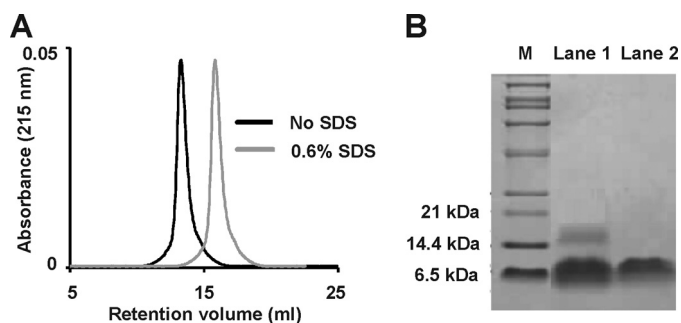 A
Absorbance (215 nm)
0.05
0
No SDS
0.6% SDS
5
15
25
Retention volume (ml)
B
M Lane 1 Lane 2
21 kDa
14.4 kDa
6.5 kDa